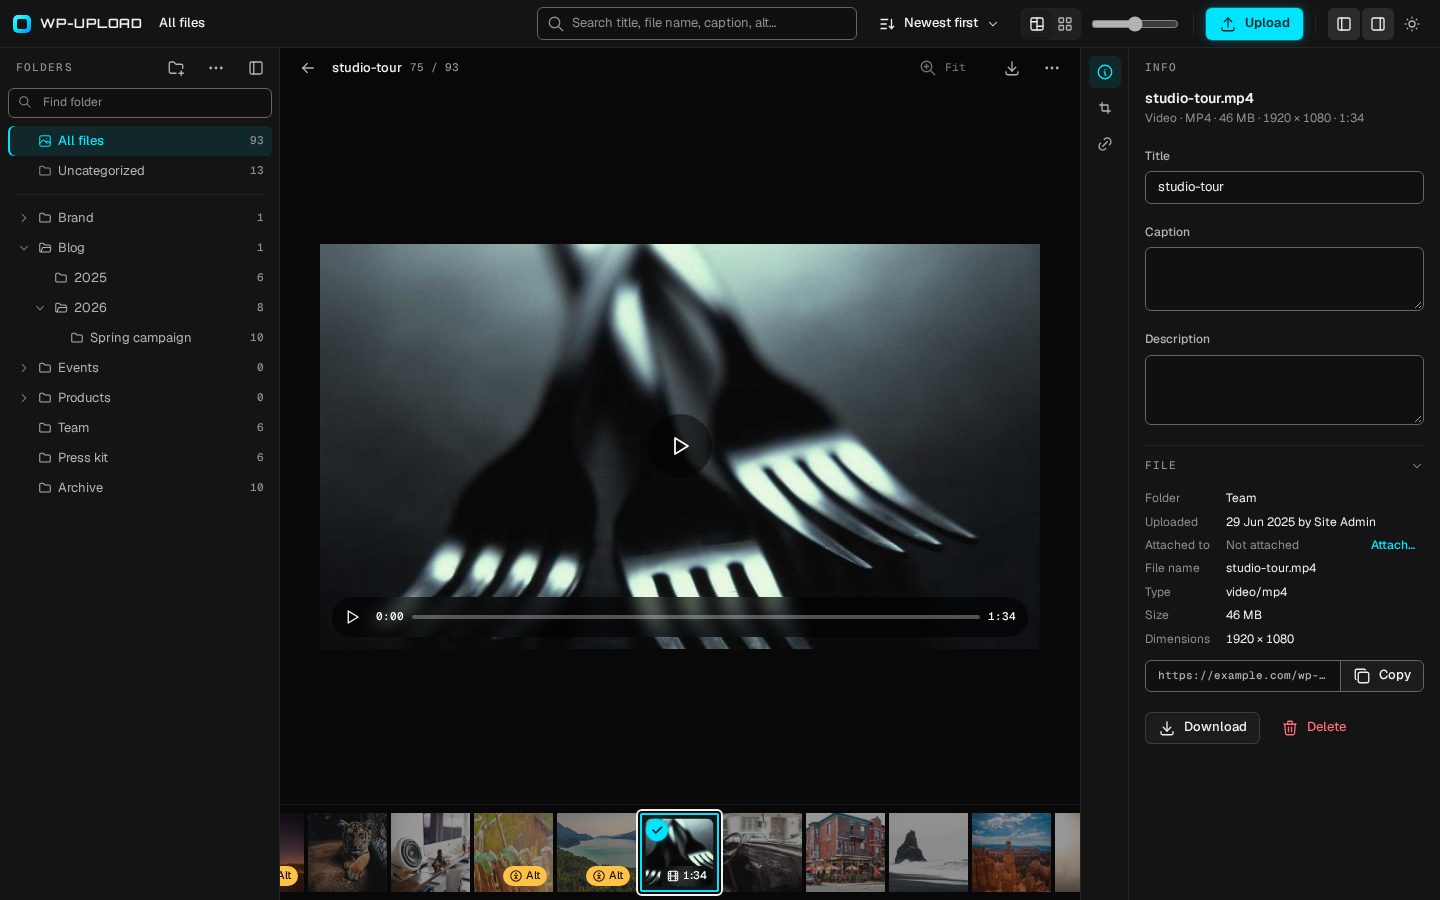 WP-UPLOAD All files
Search title, file name, caption, alt...
Newest first
Upload
FOLDERS
Find folder
All files 93
Uncategorized 13
Brand 1
Blog 1
2025 6
2026 8
Spring campaign 10
Events 0
Products 0
Team 6
Press kit 6
Archive 10
studio-tour 75 / 93
Fit
0:00 1:34
Alt
Alt
Alt
1:34
INFO
studio-tour.mp4
Video · MP4 · 46 MB · 1920 × 1080 · 1:34
Title
studio-tour
Caption
Description
FILE
Folder Team
Uploaded 29 Jun 2025 by Site Admin
Attached to Not attached Attach...
File name studio-tour.mp4
Type video/mp4
Size 46 MB
Dimensions 1920 × 1080
https://example.com/wp-… Copy
Download Delete